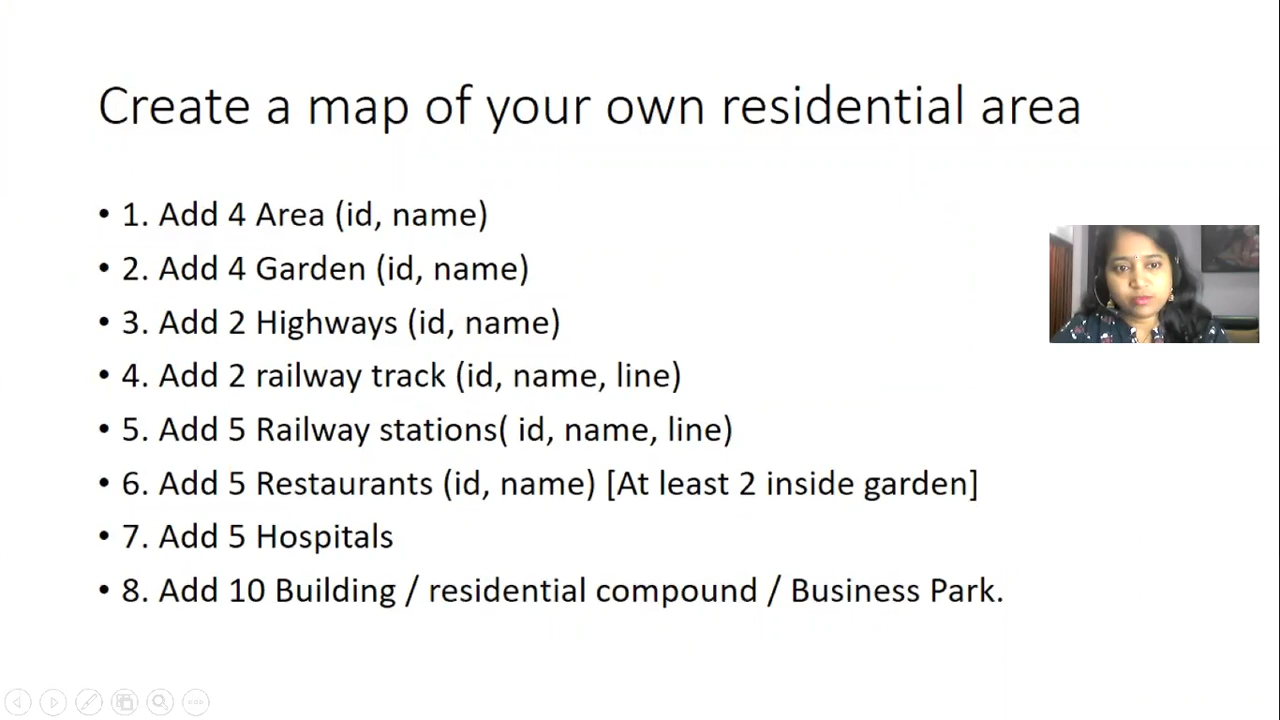 Create a map of your own residential area
• 1. Add 4 Area (id, name)
• 2. Add 4 Garden (id, name)
• 3. Add 2 Highways (id, name)
• 4. Add 2 railway track (id, name, line)
• 5. Add 5 Railway stations( id, name, line)
• 6. Add 5 Restaurants (id, name) [At least 2 inside garden]
• 7. Add 5 Hospitals
• 8. Add 10 Building / residential compound / Business Park.